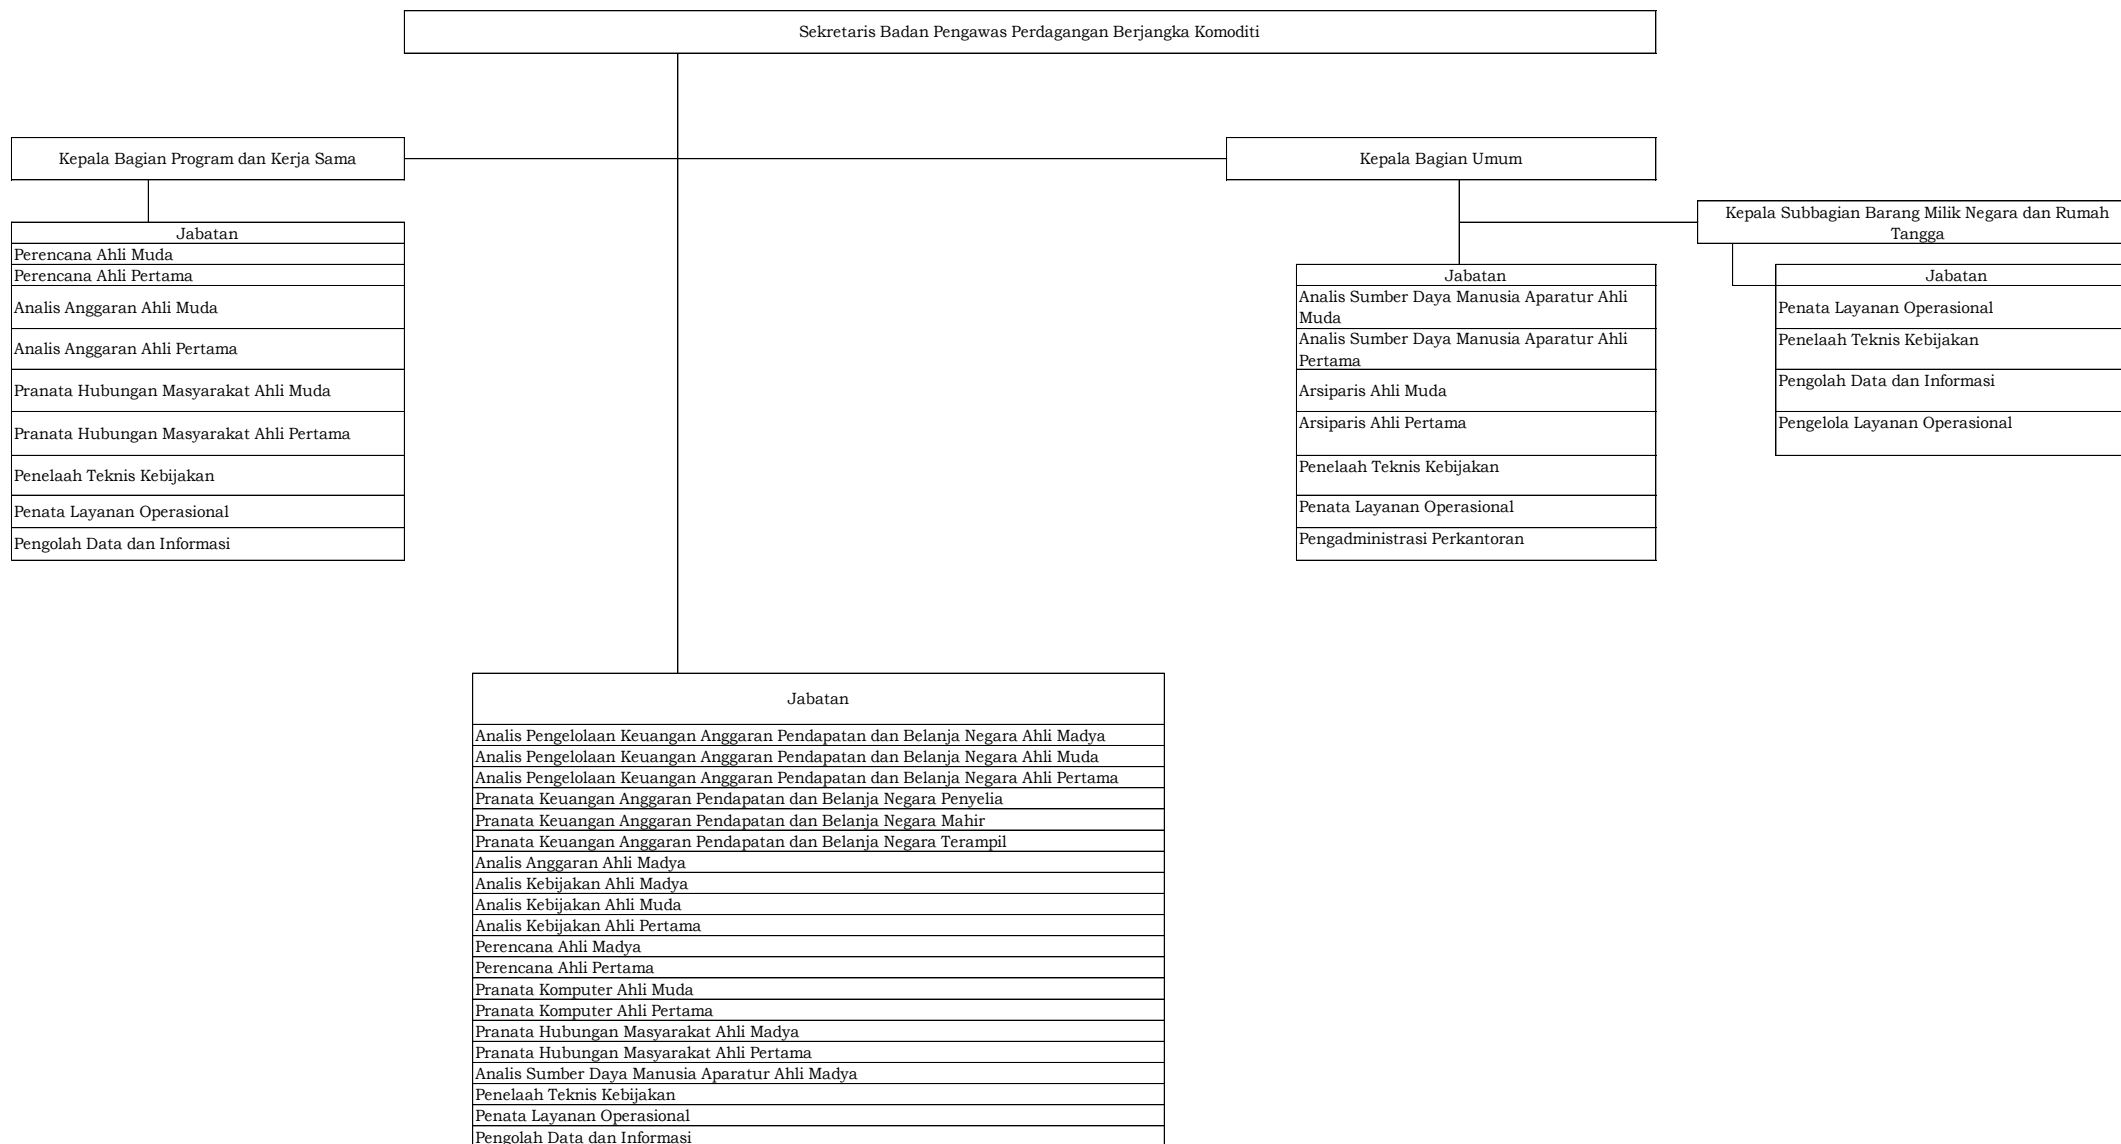 Sekretaris Badan Pengawas Perdagangan Berjangka Komoditi
Kepala Bagian Program dan Kerja Sama
Jabatan
Perencana Ahli Muda
Perencana Ahli Pertama
Analis Anggaran Ahli Muda
Analis Anggaran Ahli Pertama
Pranata Hubungan Masyarakat Ahli Muda
Pranata Hubungan Masyarakat Ahli Pertama
Penelaah Teknis Kebijakan
Penata Layanan Operasional
Pengolah Data dan Informasi
Kepala Bagian Umum
Jabatan
Analis Sumber Daya Manusia Aparatur Ahli
Muda
Analis Sumber Daya Manusia Aparatur Ahli
Pertama
Arsiparis Ahli Muda
Arsiparis Ahli Pertama
Penelaah Teknis Kebijakan
Penata Layanan Operasional
Pengadministrasi Perkantoran
Kepala Subbagian Barang Milik Negara dan Rumah
Tangga
Jabatan
Penata Layanan Operasional
Penelaah Teknis Kebijakan
Pengolah Data dan Informasi
Pengelola Layanan Operasional
Jabatan
Analis Pengelolaan Keuangan Anggaran Pendapatan dan Belanja Negara Ahli Madya
Analis Pengelolaan Keuangan Anggaran Pendapatan dan Belanja Negara Ahli Muda
Analis Pengelolaan Keuangan Anggaran Pendapatan dan Belanja Negara Ahli Pertama
Pranata Keuangan Anggaran Pendapatan dan Belanja Negara Penyelia
Pranata Keuangan Anggaran Pendapatan dan Belanja Negara Mahir
Pranata Keuangan Anggaran Pendapatan dan Belanja Negara Terampil
Analis Anggaran Ahli Madya
Analis Kebijakan Ahli Madya
Analis Kebijakan Ahli Muda
Analis Kebijakan Ahli Pertama
Perencana Ahli Madya
Perencana Ahli Pertama
Pranata Komputer Ahli Muda
Pranata Komputer Ahli Pertama
Pranata Hubungan Masyarakat Ahli Madya
Pranata Hubungan Masyarakat Ahli Pertama
Analis Sumber Daya Manusia Aparatur Ahli Madya
Penelaah Teknis Kebijakan
Penata Layanan Operasional
Pengolah Data dan Informasi